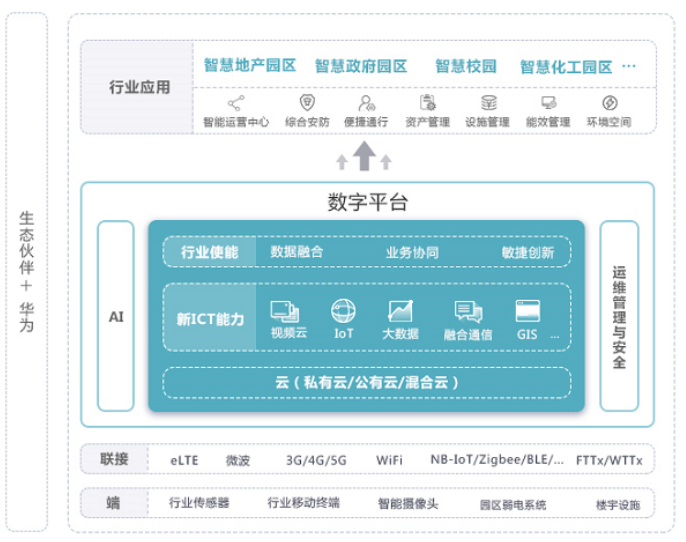 生态伙伴+华为
行业应用
智慧地产园区 智慧政府园区 智慧校园 智慧化工园区 …
智能运营中心 综合安防 便捷通行 资产管理 设施管理 能效管理 环境空间
数字平台
AI
行业使能 数据融合 业务协同 敏捷创新
新ICT能力
视频云 IoT 大数据 融合通信 GIS …
云（私有云/公有云/混合云）
运维管理与安全
联接 eLTE 微波 3G/4G/5G WiFi NB-IoT/Zigbee/BLE/... FTTx/WTTx
端 行业传感器 行业移动终端 智能摄像头 园区弱电系统 楼宇设施